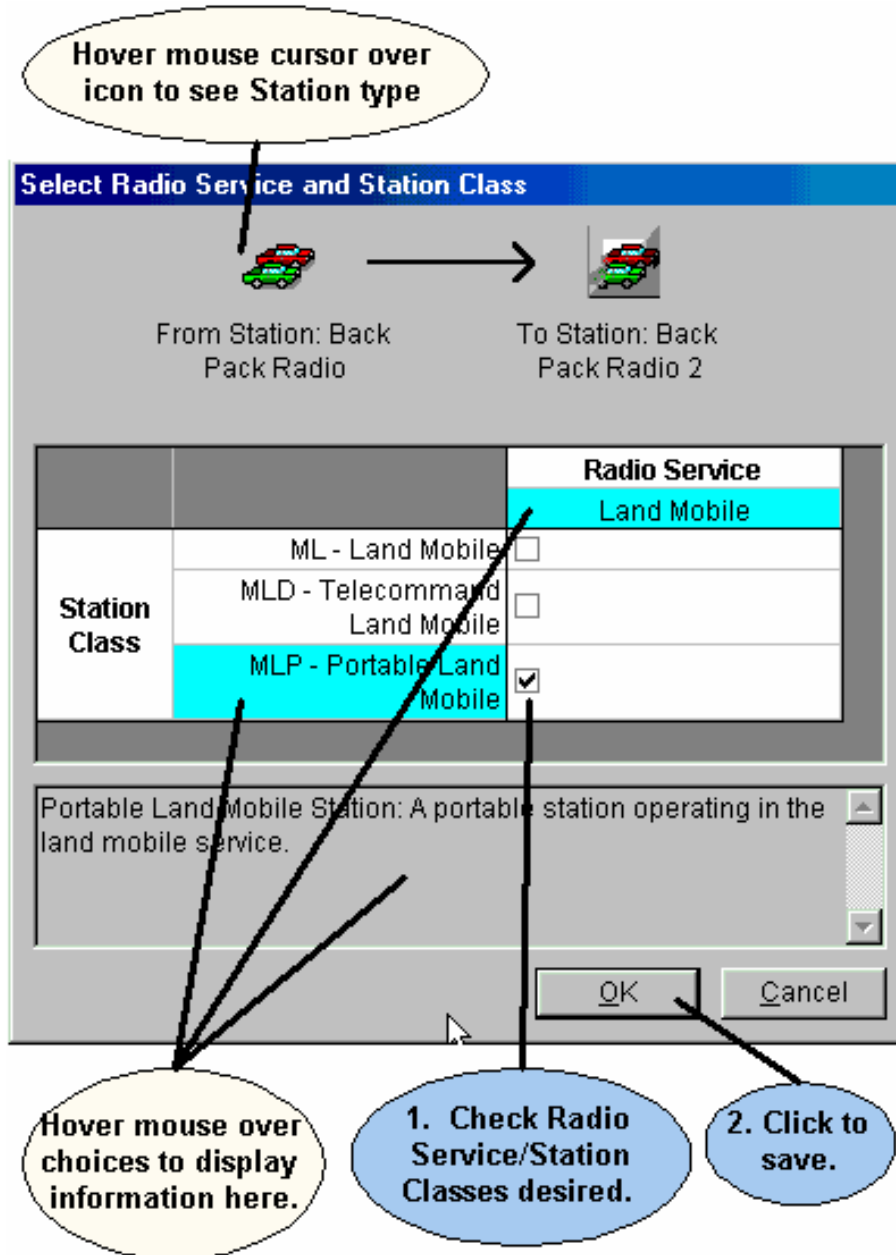 Hover mouse cursor over
icon to see Station type
Select Radio Service and Station Class
From Station: Back
Pack Radio
To Station: Back
Pack Radio 2
Radio Service
Land Mobile
Station
Class
ML - Land Mobile
MLD - Telecommand
Land Mobile
MLP - Portable Land
Mobile
Portable Land Mobile Station: A portable station operating in the
land mobile service.
OK
Cancel
Hover mouse over
choices to display
information here.
1. Check Radio
Service/Station
Classes desired.
2. Click to
save.